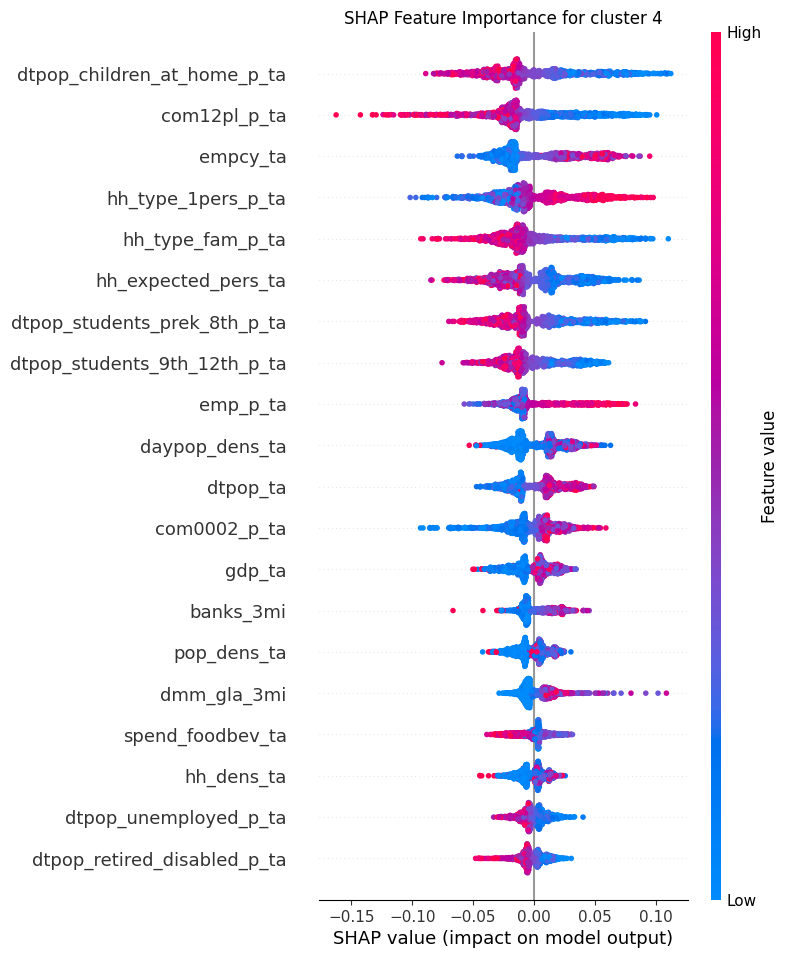 SHAP Feature Importance for cluster 4
High
dtpop_children_at_home_p_ta
com12pl_p_ta
empcy_ta
hh_type_1pers_p_ta
hh_type_fam_p_ta
hh_expected_pers_ta
dtpop_students_prek_8th_p_ta
dtpop_students_9th_12th_p_ta
emp_p_ta
daypop_dens_ta
dtpop_ta
com0002_p_ta
gdp_ta
banks_3mi
pop_dens_ta
dmm_gla_3mi
spend_foodbev_ta
hh_dens_ta
dtpop_unemployed_p_ta
dtpop_retired_disabled_p_ta
Feature value
Low
−0.15 −0.10 −0.05 0.00 0.05 0.10
SHAP value (impact on model output)